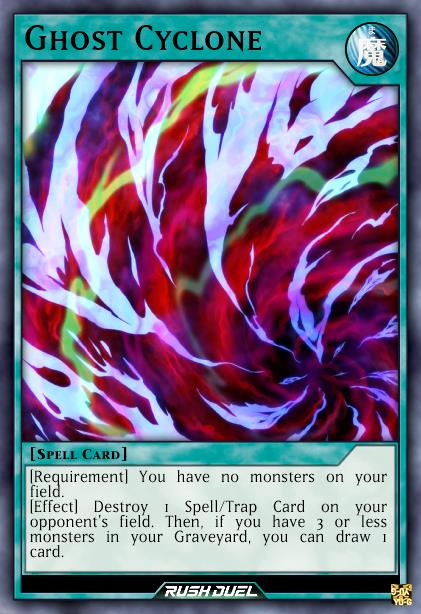 Ghost Cyclone
ま
魔
[Spell Card]
[Requirement] You have no monsters on your
field.
[Effect] Destroy 1 Spell/Trap Card on your
opponent's field. Then, if you have 3 or less
monsters in your Graveyard, you can draw 1
card.
RUSH DUEL